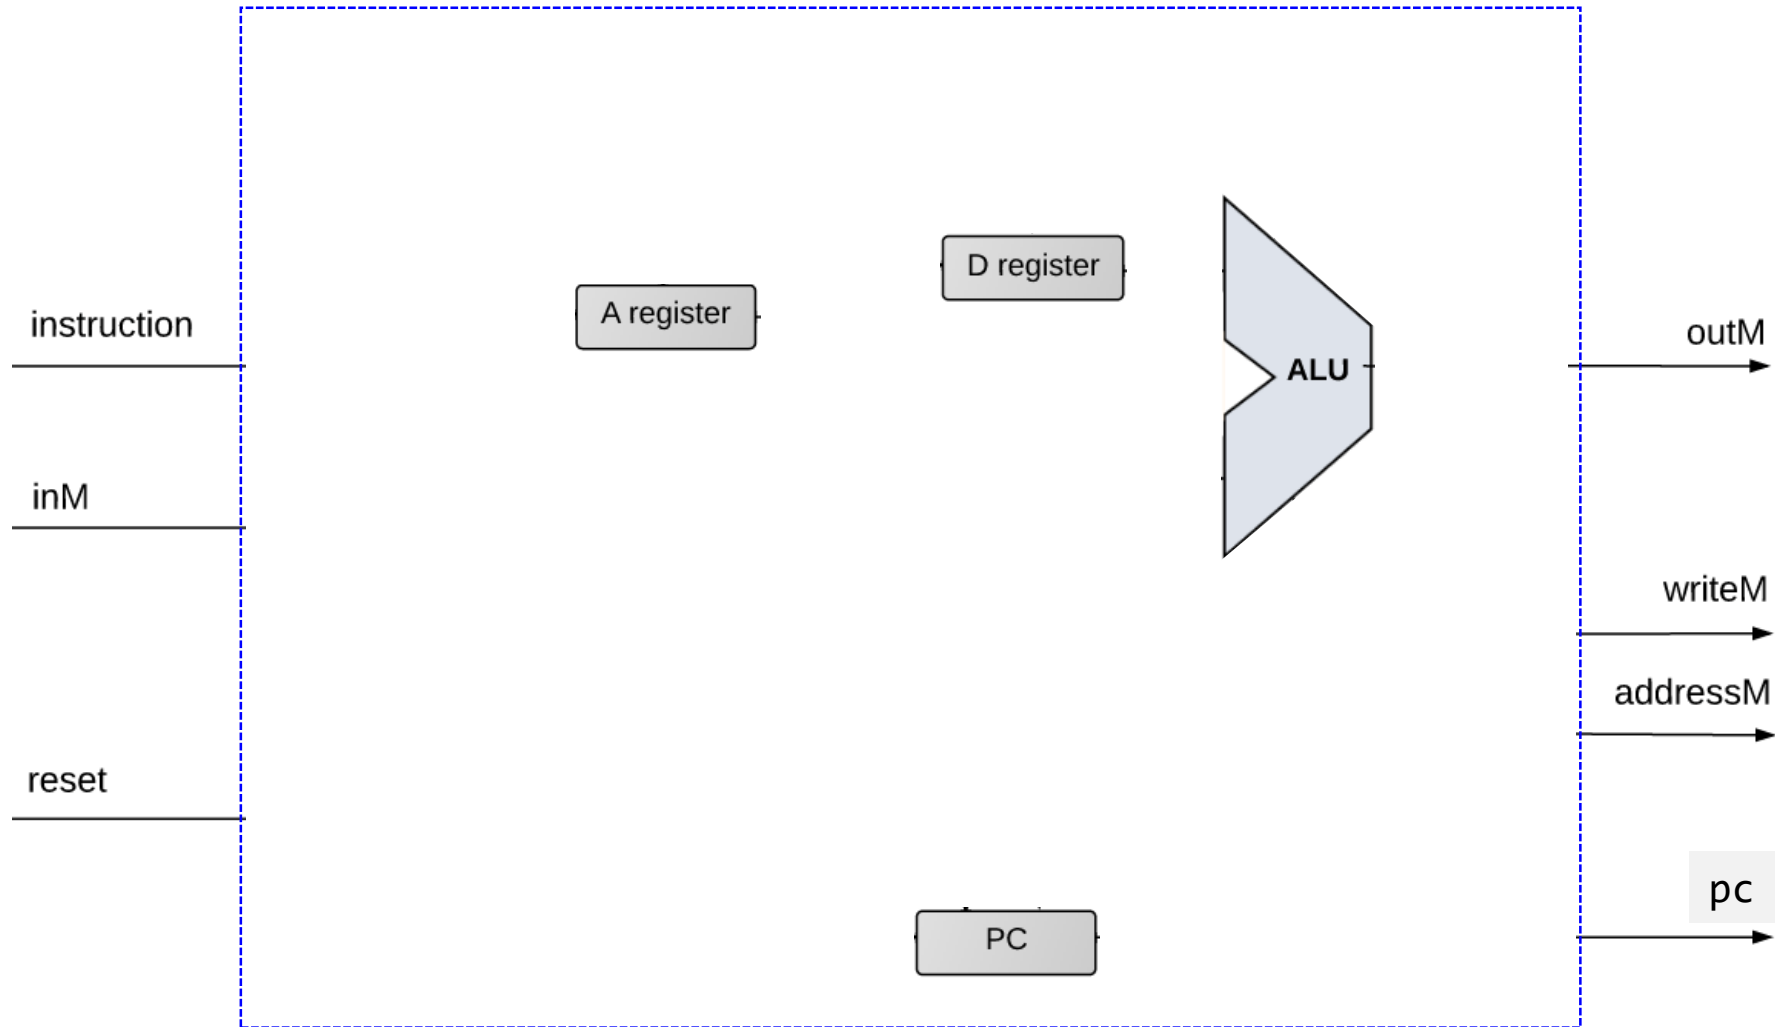 D register
A register
instruction
outM
ALU
inM
writeM
addressM
reset
pc
PC